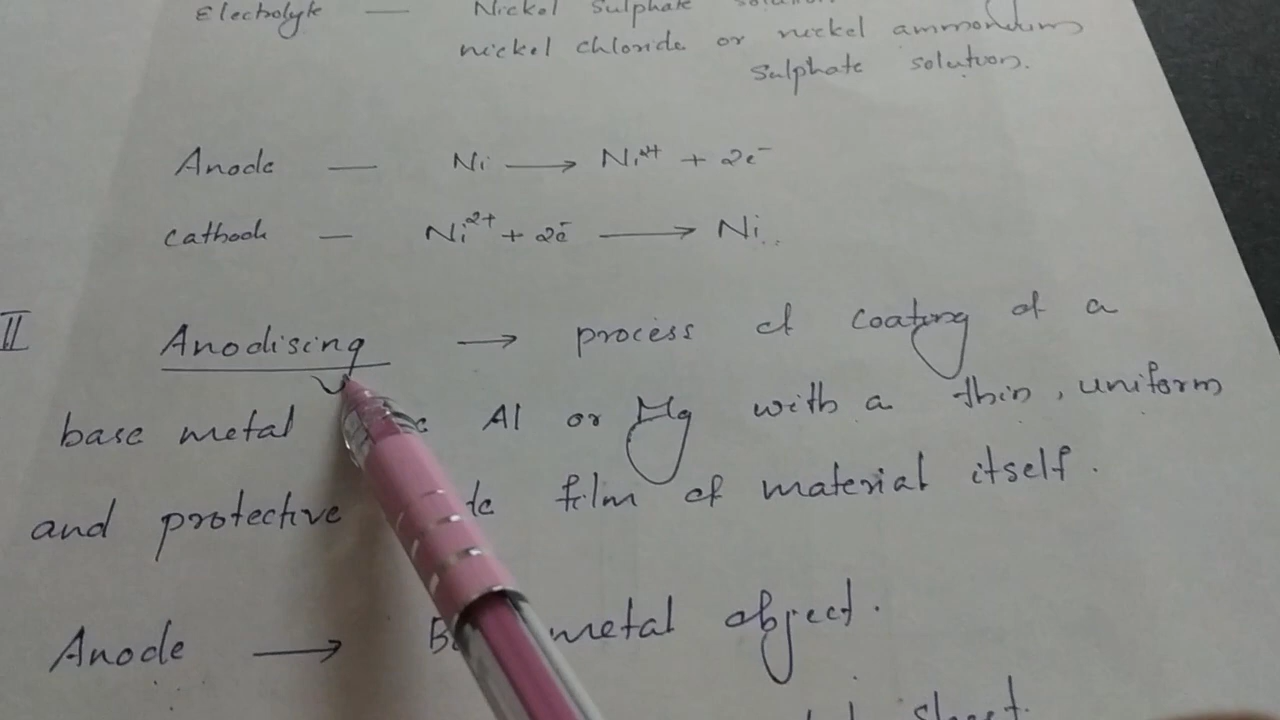 Electrolyte — Nickel Sulphate
nickel chloride or nickel ammonium
Sulphate solution.
Anode — Ni → Ni²⁺ + 2e⁻
Cathode — Ni²⁺ + 2e⁻ → Ni
II Anodising → process of coating of a
base metal Al or Mg with a thin, uniform
and protective film of material itself.
Anode → metal object.
sheet.